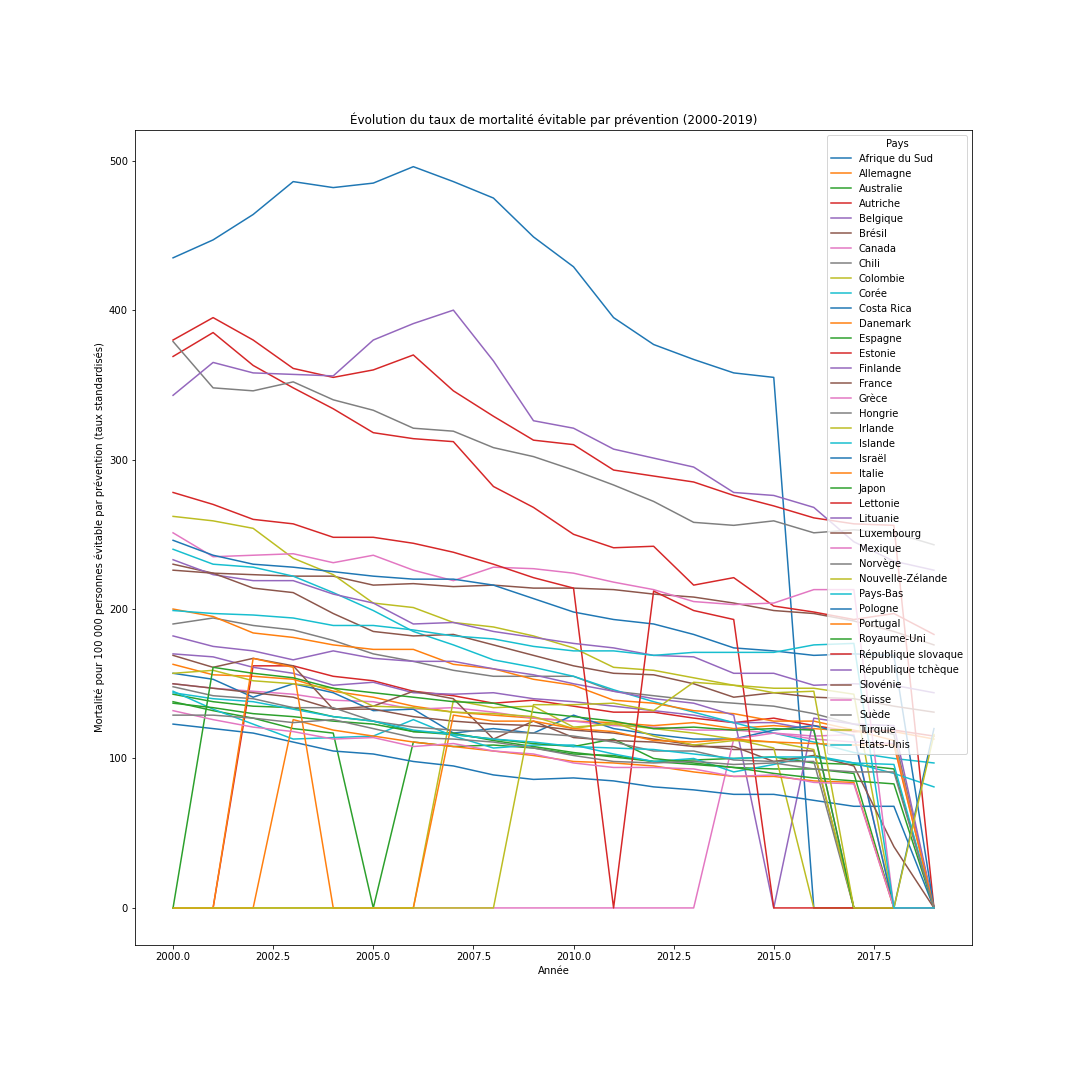 Évolution du taux de mortalité évitable par prévention (2000-2019)
Mortalité pour 100 000 personnes évitable par prévention (taux standardisés)
500
400
300
200
100
0
2000.0
2002.5
2005.0
2007.5
2010.0
2012.5
2015.0
2017.5
Année
Pays
Afrique du Sud
Allemagne
Australie
Autriche
Belgique
Brésil
Canada
Chili
Colombie
Corée
Costa Rica
Danemark
Espagne
Estonie
Finlande
France
Grèce
Hongrie
Irlande
Islande
Israël
Italie
Japon
Lettonie
Lituanie
Luxembourg
Mexique
Norvège
Nouvelle-Zélande
Pays-Bas
Pologne
Portugal
Royaume-Uni
République slovaque
République tchèque
Slovénie
Suisse
Suède
Turquie
États-Unis